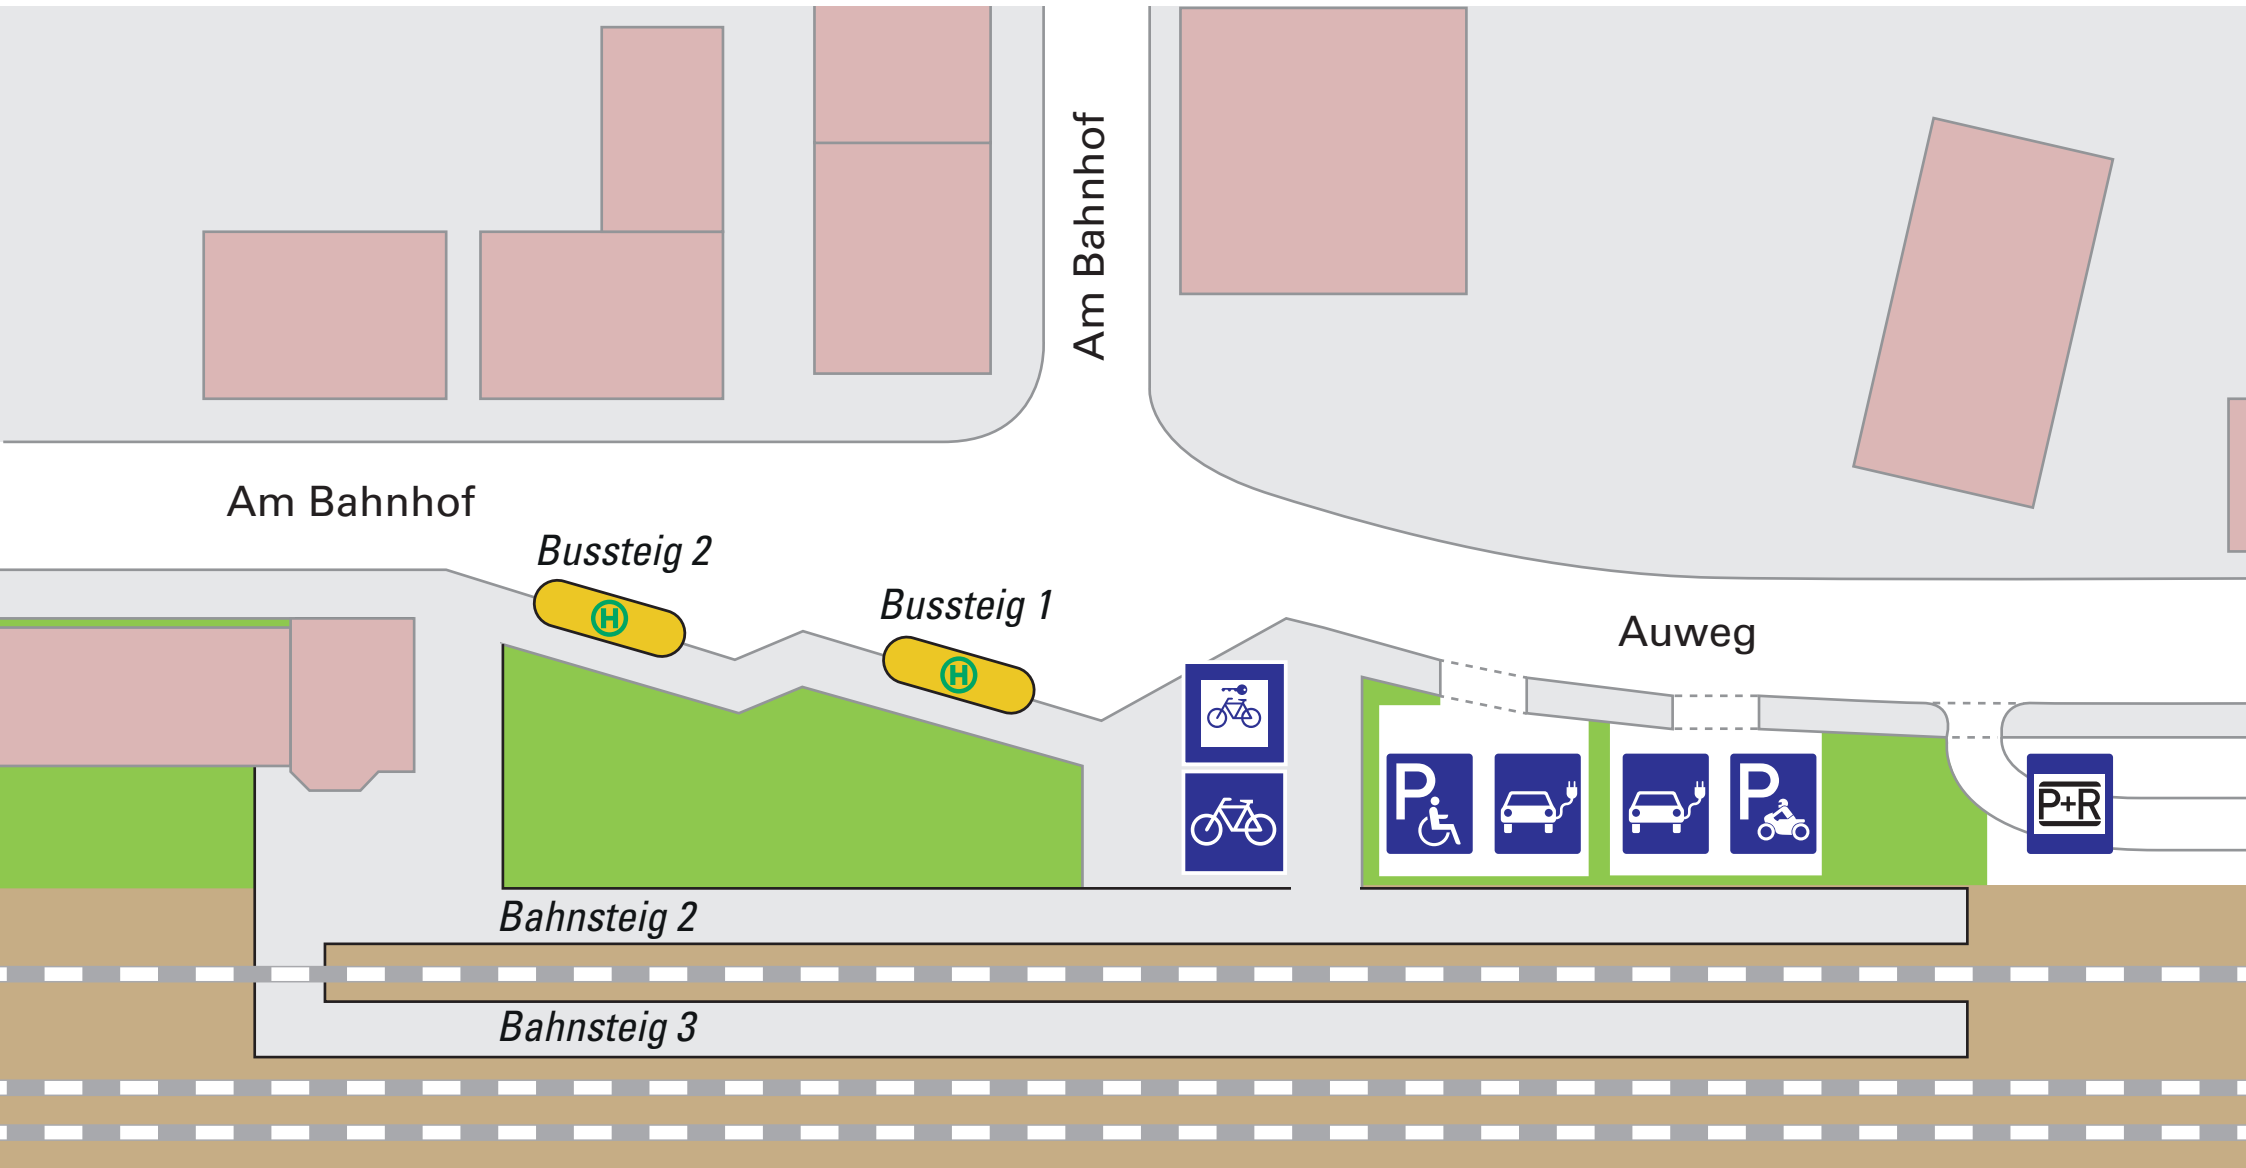 Am Bahnhof
Am Bahnhof
Bussteig 2
H
Bussteig 1
H
Auweg
P
P
P+R
Bahnsteig 2
Bahnsteig 3